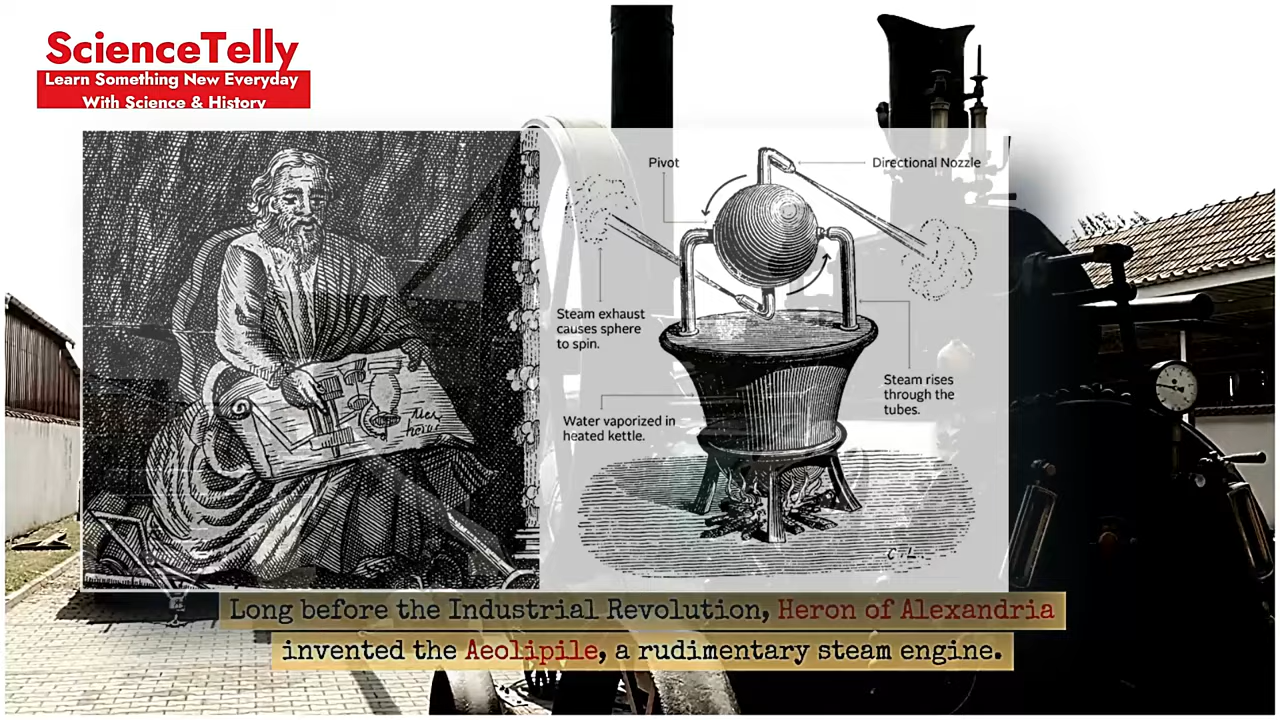 ScienceTelly
Learn Something New Everyday
With Science & History
Pivot
Directional Nozzle
Steam exhaust
causes sphere
to spin.
Steam rises
through the
tubes.
Water vaporized in
heated kettle.
C. L.
Long before the Industrial Revolution, Heron of Alexandria
invented the Aeolipile, a rudimentary steam engine.